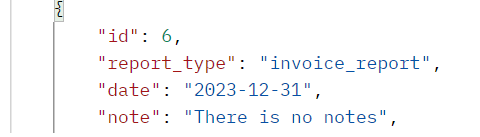 {
"id": 6,
"report_type": "invoice_report",
"date": "2023-12-31",
"note": "There is no notes",